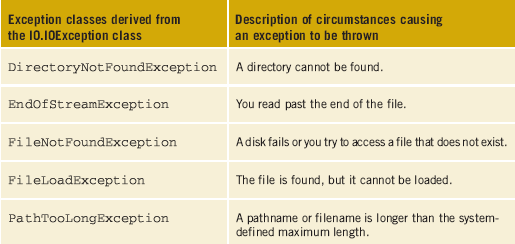 Exception classes derived from
the IO.IOException class
Description of circumstances causing
an exception to be thrown
DirectoryNotFoundException
A directory cannot be found.
EndOfStreamException
You read past the end of the file.
FileNotFoundException
A disk fails or you try to access a file that does not exist.
FileLoadException
The file is found, but it cannot be loaded.
PathTooLongException
A pathname or filename is longer than the system-
defined maximum length.